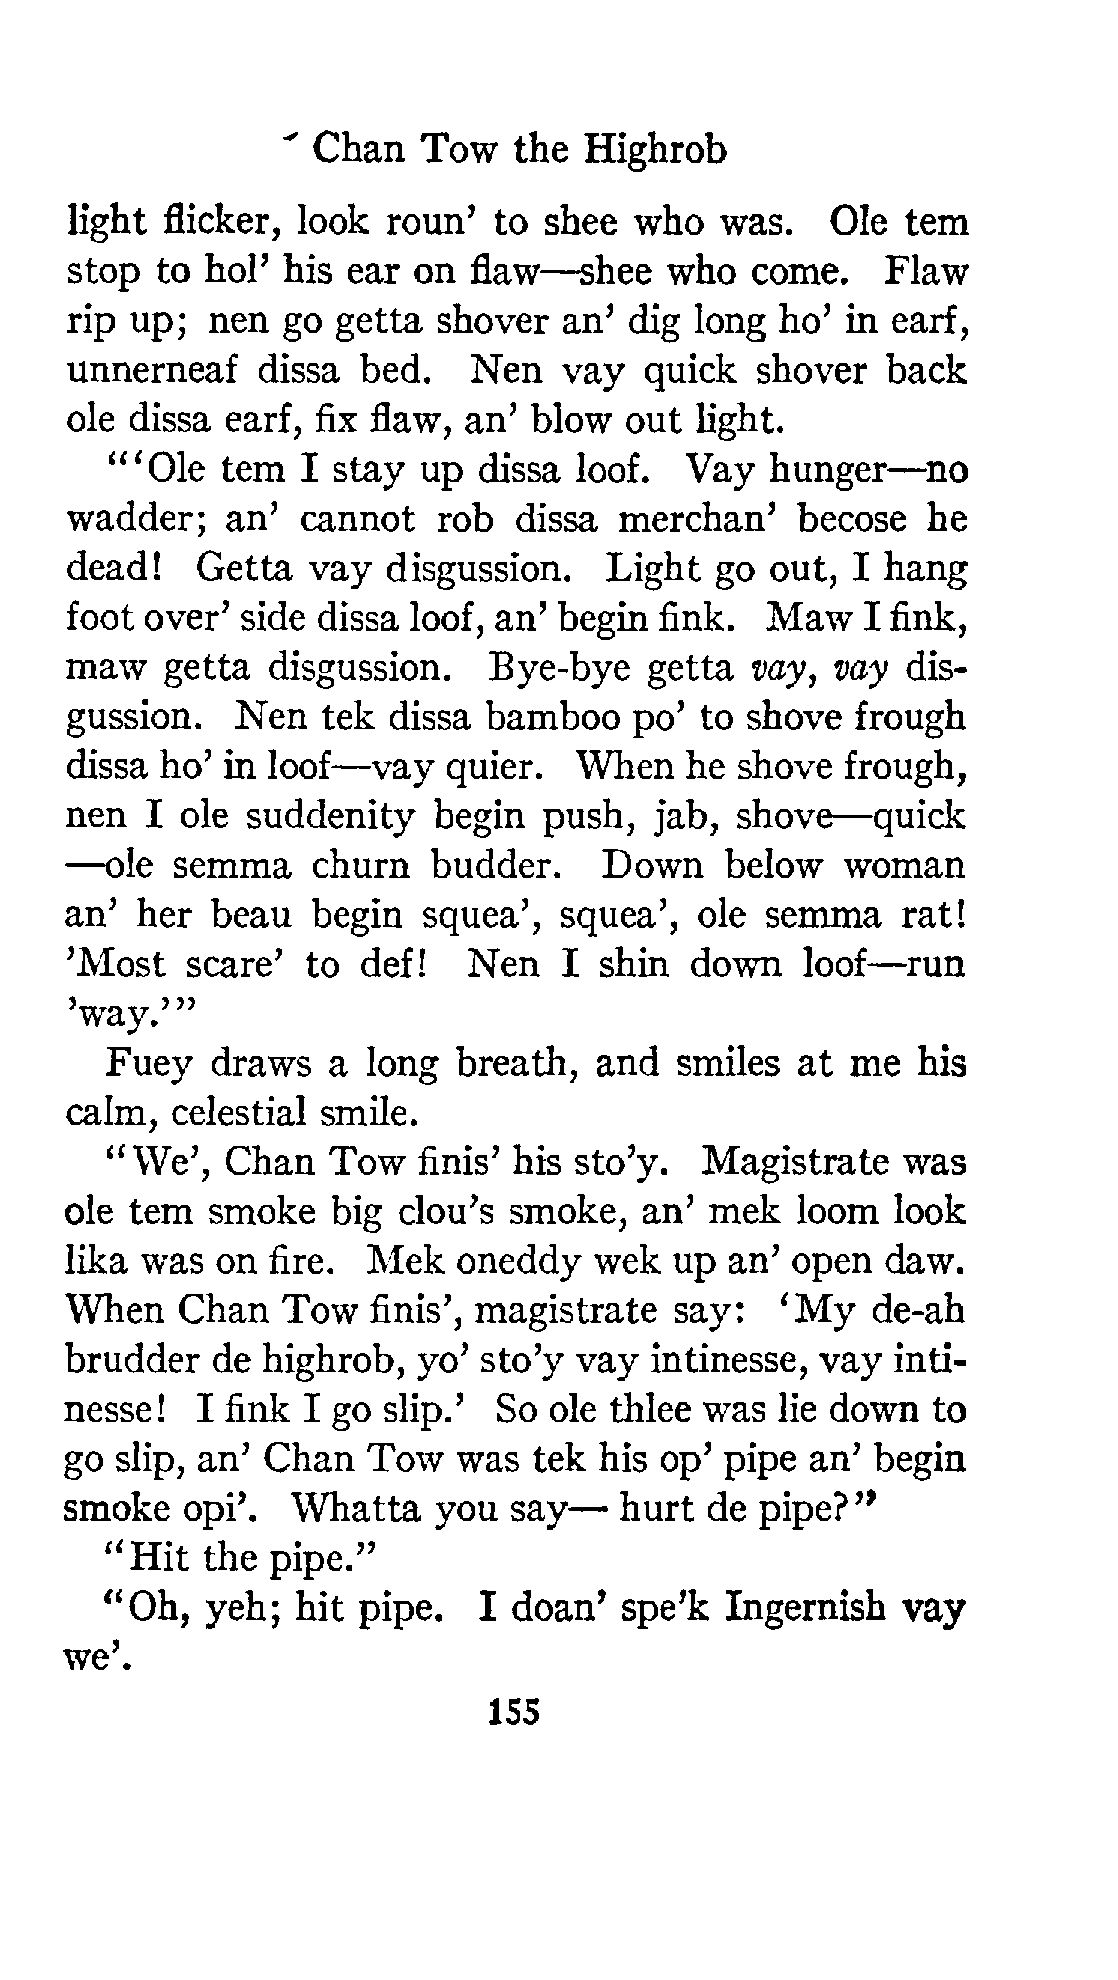 Chan Tow the Highrob
light flicker, look roun' to shee who was. Ole tem
stop to hol' his ear on flaw—shee who come. Flaw
rip up; nen go getta shover an' dig long ho' in earf,
unnerneaf dissa bed. Nen vay quick shover back
ole dissa earf, fix flaw, an' blow out light.
"'Ole tem I stay up dissa loof. Vay hunger—no
wadder; an' cannot rob dissa merchan' becose he
dead! Getta vay disgussion. Light go out, I hang
foot over' side dissa loof, an' begin fink. Maw I fink,
maw getta disgussion. Bye-bye getta vay, vay dis-
gussion. Nen tek dissa bamboo po' to shove frough
dissa ho' in loof—vay quier. When he shove frough,
nen I ole suddenity begin push, jab, shove—quick
—ole semma churn budder. Down below woman
an' her beau begin squea', squea', ole semma rat!
'Most scare' to def! Nen I shin down loof—run
'way.'"
Fuey draws a long breath, and smiles at me his
calm, celestial smile.
"We', Chan Tow finis' his sto'y. Magistrate was
ole tem smoke big clou's smoke, an' mek loom look
lika was on fire. Mek oneddy wek up an' open daw.
When Chan Tow finis', magistrate say: 'My de-ah
brudder de highrob, yo' sto'y vay intinesse, vay inti-
nesse! I fink I go slip.' So ole thlee was lie down to
go slip, an' Chan Tow was tek his op' pipe an' begin
smoke opi'. Whatta you say— hurt de pipe?"
"Hit the pipe."
"Oh, yeh; hit pipe. I doan' spe'k Ingernish vay
we'.
155